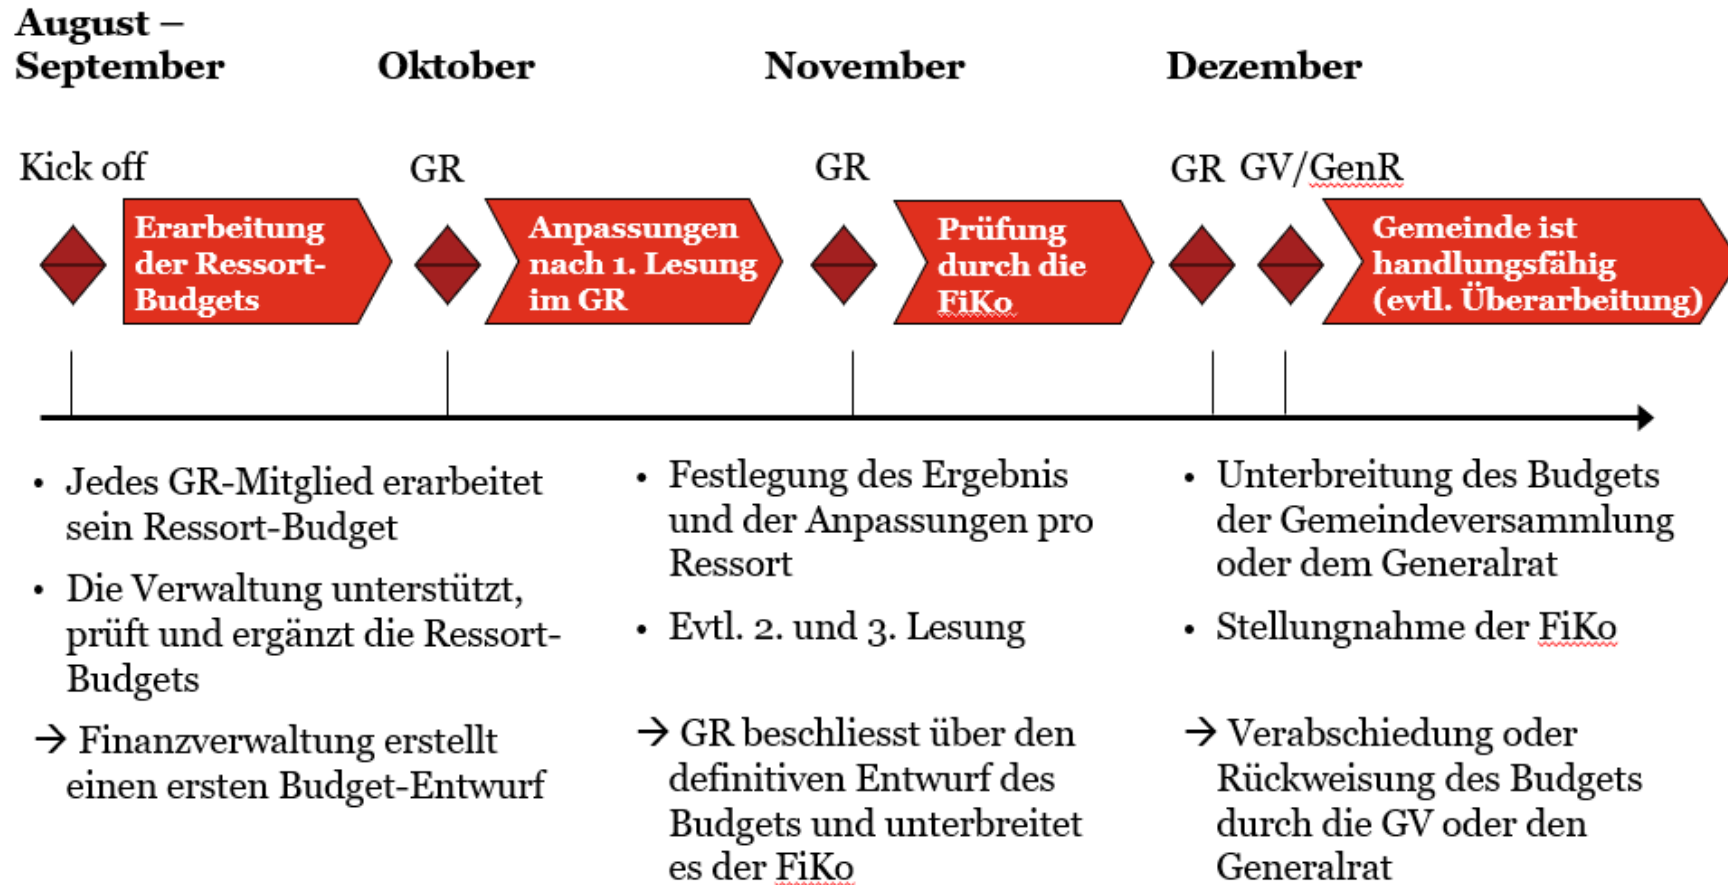 August –
September
Oktober
November
Dezember
Kick off
GR
GR
GR
GV/GenR
Erarbeitung
der Ressort-
Budgets
Anpassungen
nach 1. Lesung
im GR
Prüfung
durch die
FiKo
Gemeinde ist
handlungsfähig
(evtl. Überarbeitung)
• Jedes GR-Mitglied erarbeitet
sein Ressort-Budget
• Die Verwaltung unterstützt,
prüft und ergänzt die Ressort-
Budgets
→ Finanzverwaltung erstellt
einen ersten Budget-Entwurf
• Festlegung des Ergebnis
und der Anpassungen pro
Ressort
• Evtl. 2. und 3. Lesung
→ GR beschliesst über den
definitiven Entwurf des
Budgets und unterbreitet
es der FiKo
• Unterbreitung des Budgets
der Gemeindeversammlung
oder dem Generalrat
• Stellungnahme der FiKo
→ Verabschiedung oder
Rückweisung des Budgets
durch die GV oder den
Generalrat